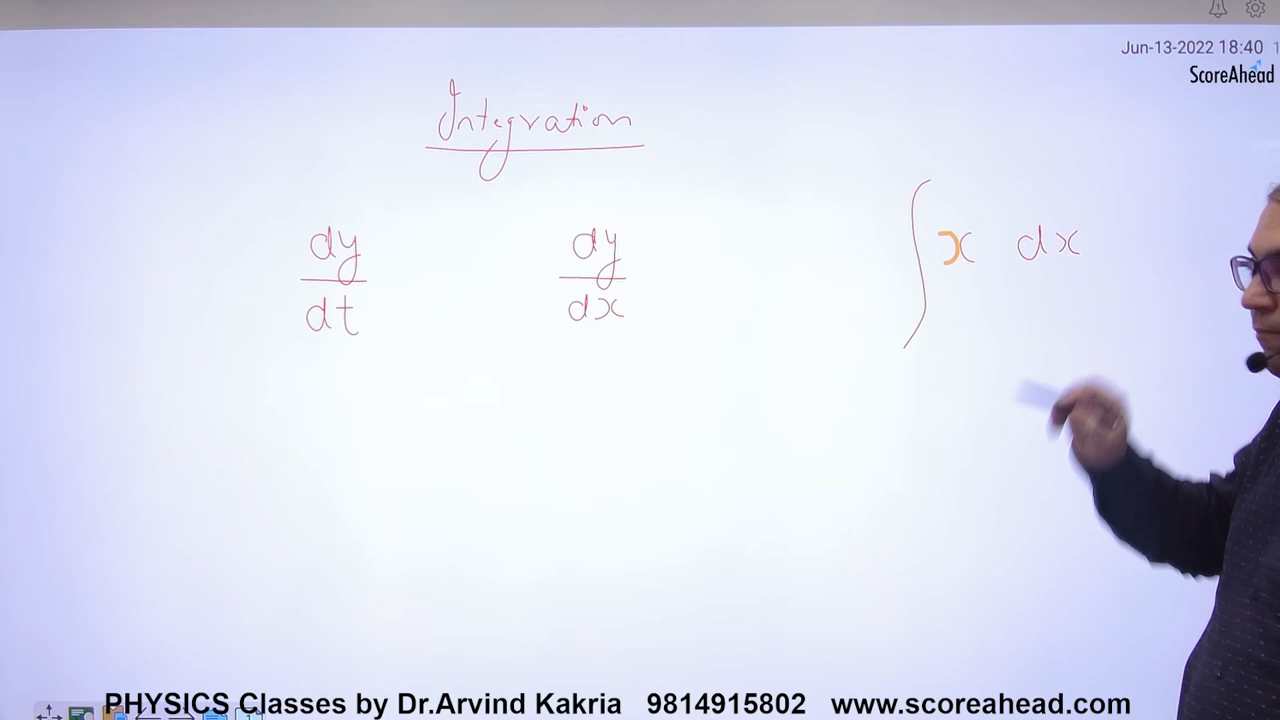 Jun-13-2022 18:40 1
ScoreAhead
Integration
dy/dt dy/dx ∫ x dx
PHYSICS Classes by Dr.Arvind Kakria 9814915802 www.scoreahead.com